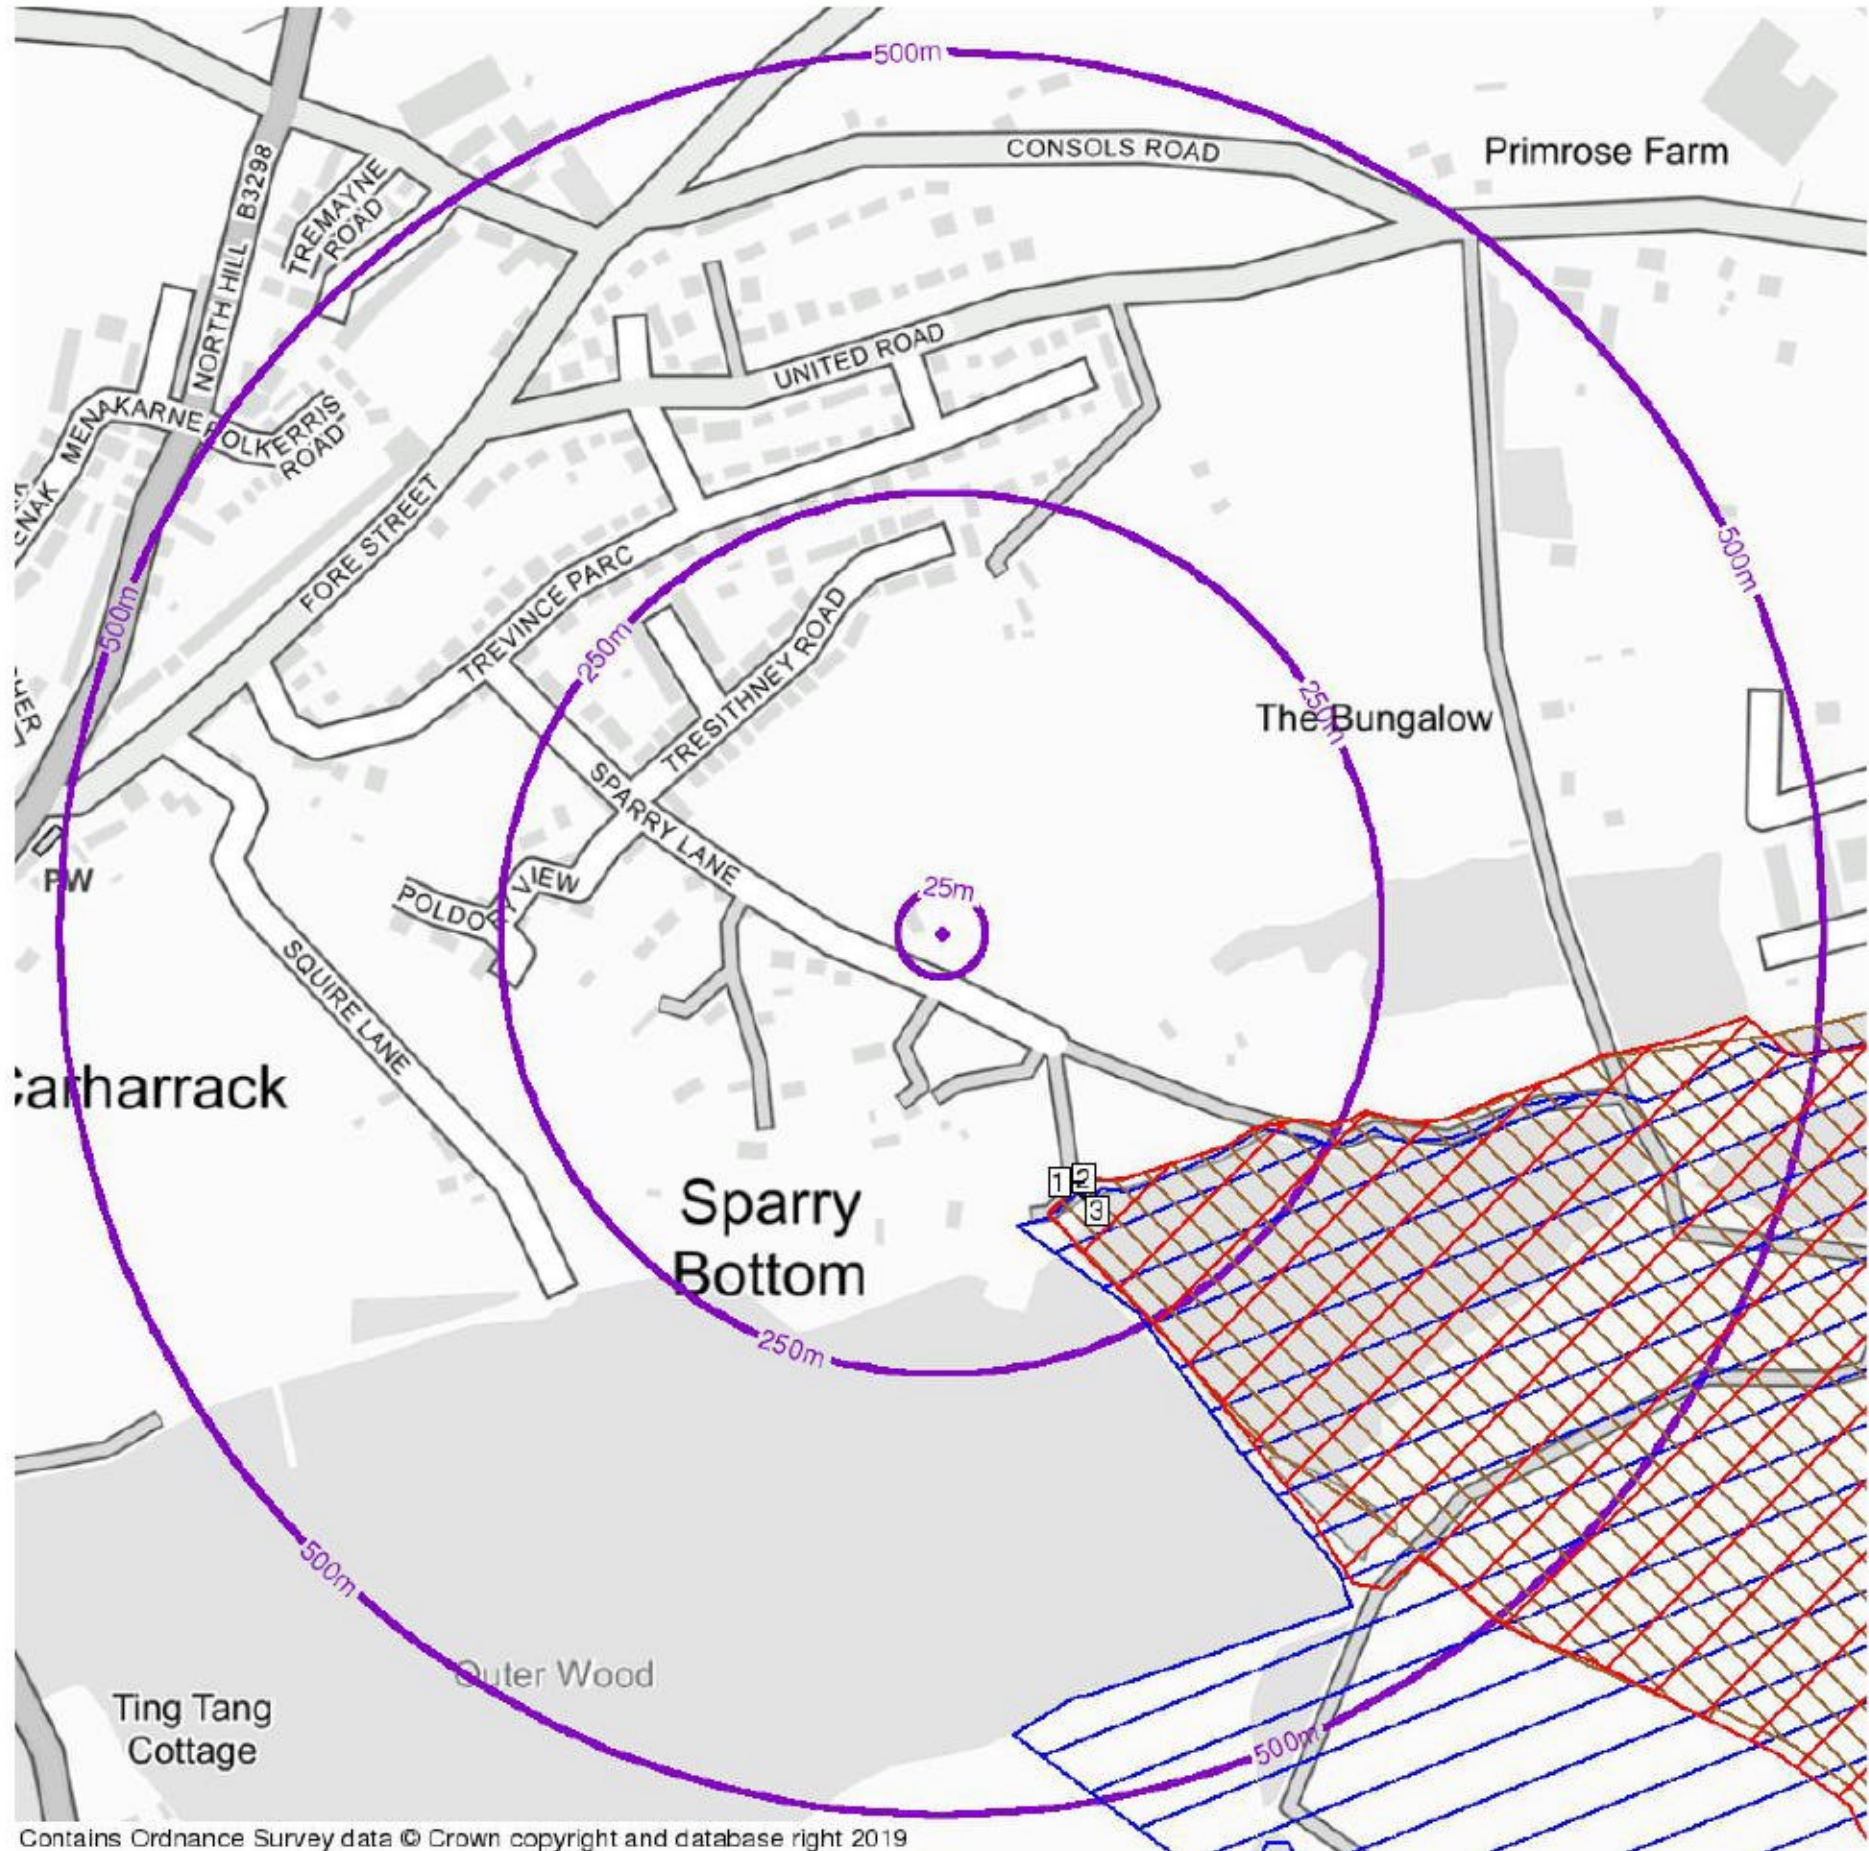 500m
CONSOLS ROAD
Primrose Farm
NORTH HILL B3298
TREMAYNE
ROAD
UNITED ROAD
MENAKARNE
POLKERRIS
ROAD
ENAK
FORE STREET
500m
500m
TREVINCE PARC
250m
TRESITHNEY ROAD
250m
The Bungalow
HER
SPARRY LANE
PW
POLDORY VIEW
25m
SQUIRE LANE
Carharrack
1
2
3
Sparry
Bottom
250m
500m
Outer Wood
Ting Tang
Cottage
500m
Contains Ordnance Survey data © Crown copyright and database right 2019